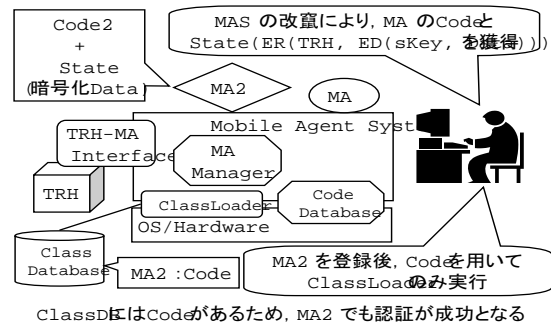 Code2
+
State
(暗号化Data)
MAS の改竄により, MA のCodeと
State(ER(TRH, ED(sKey, Data)))を獲得
MA2
MA
TRH-MA
Interface
Mobile Agent Syst
MA
Manager
TRH
ClassLoader
Code
Database
OS/Hardware
Class
Database
MA2 :Code
MA2 を登録後, Codeを用いて
ClassLoaderのみ実行
ClassDBにはCodeがあるため, MA2 でも認証が成功となる